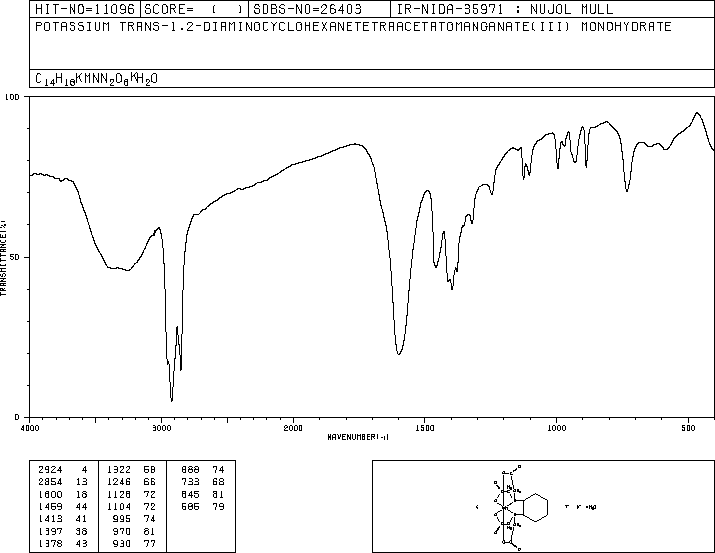 HIT-NO=11096 SCORE= ( ) SDBS-NO=26403 IR-NIDA-35971 : NUJOL MULL
POTASSIUM TRANS-1,2-DIAMINOCYCLOHEXANETETRAACETATOMANGANATE(III) MONOHYDRATE
C14H18KMNN2O8·H2O
100
50
0
TRANSMITTANCE(%)
4000 3000 2000 1500 1000 500
WAVENUMBER(-1)
2924 4 1322 58 888 74
2854 13 1246 66 733 68
1600 18 1128 72 645 81
1459 44 1104 72 585 79
1413 41 995 74
1397 38 970 81
1378 43 930 77